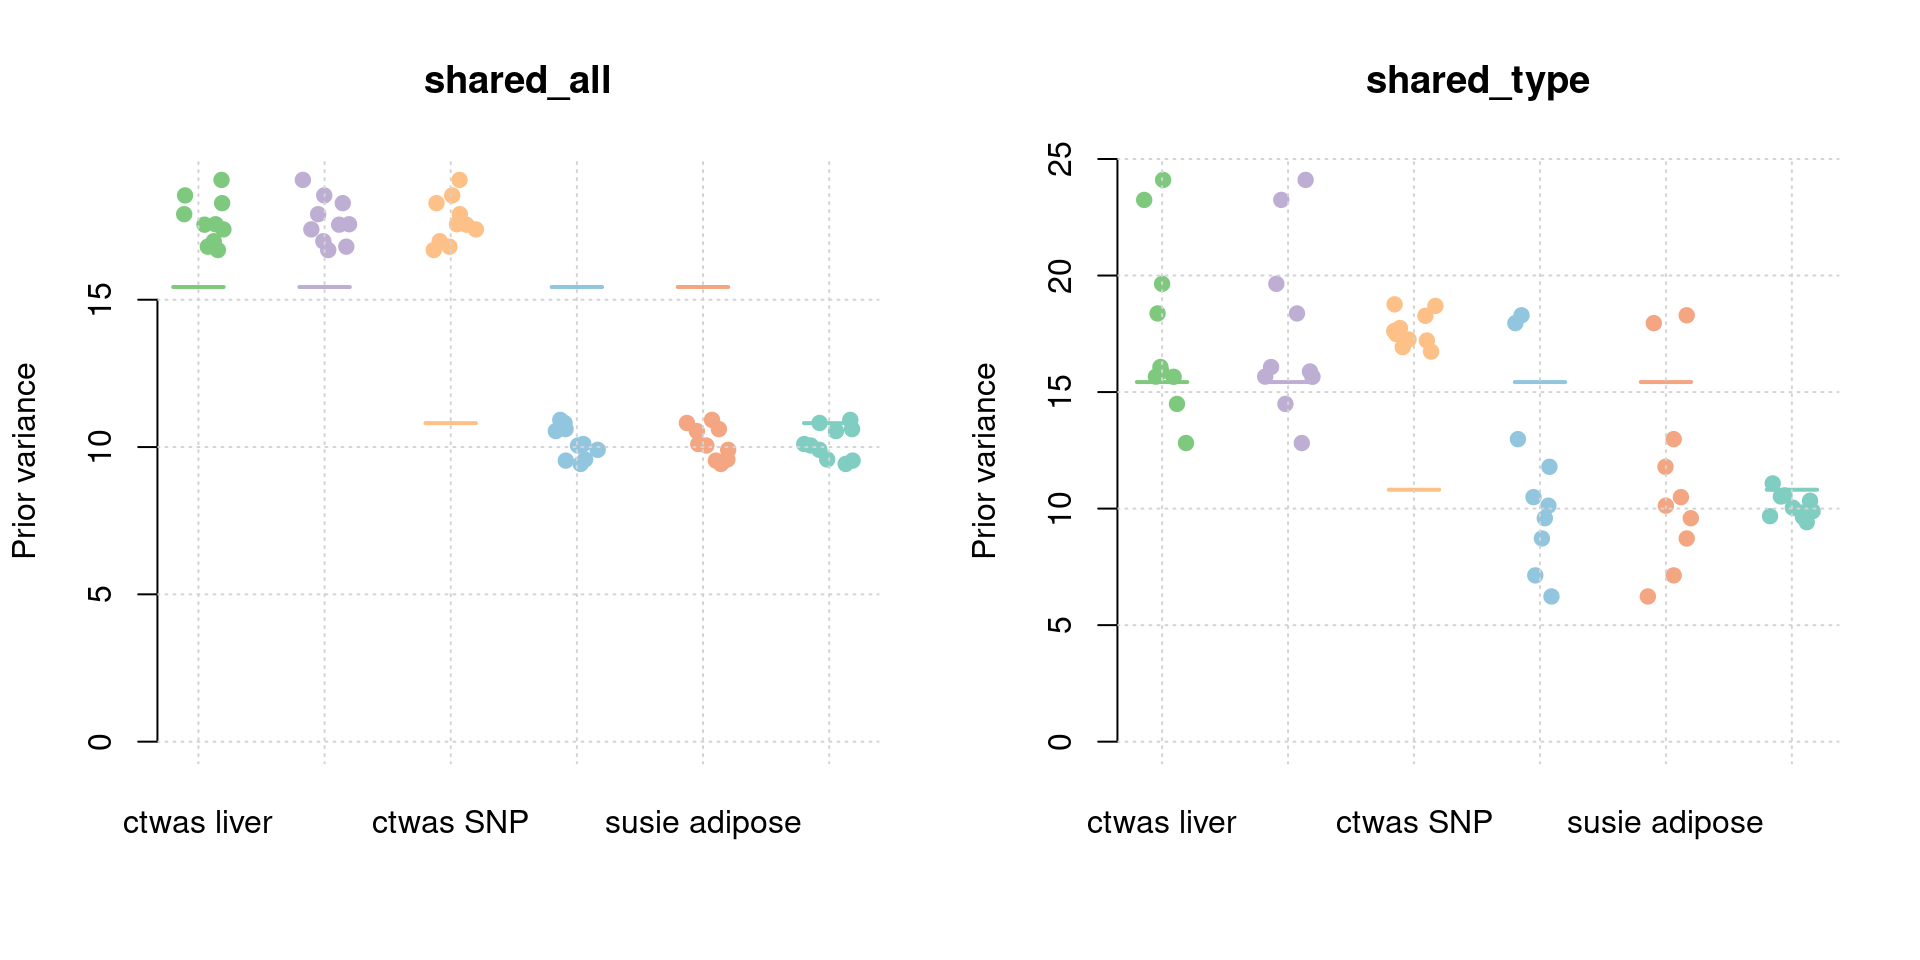 shared_all
Prior variance
15
10
5
0
ctwas liver
ctwas SNP
susie adipose
shared_type
Prior variance
25
20
15
10
5
0
ctwas liver
ctwas SNP
susie adipose